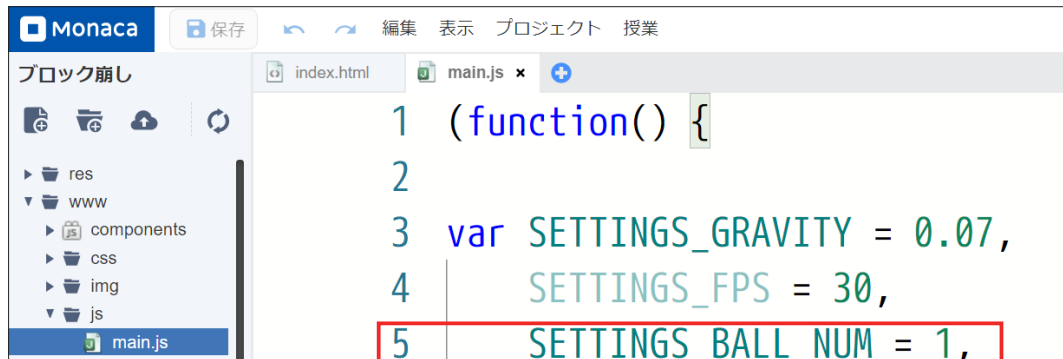 Monaca 保存 編集 表示 プロジェクト 授業
ブロック崩し
index.html main.js ×
res
www
components
css
img
js
main.js
1 (function() {
2
3 var SETTINGS_GRAVITY = 0.07,
4 SETTINGS_FPS = 30,
5 SETTINGS_BALL_NUM = 1,